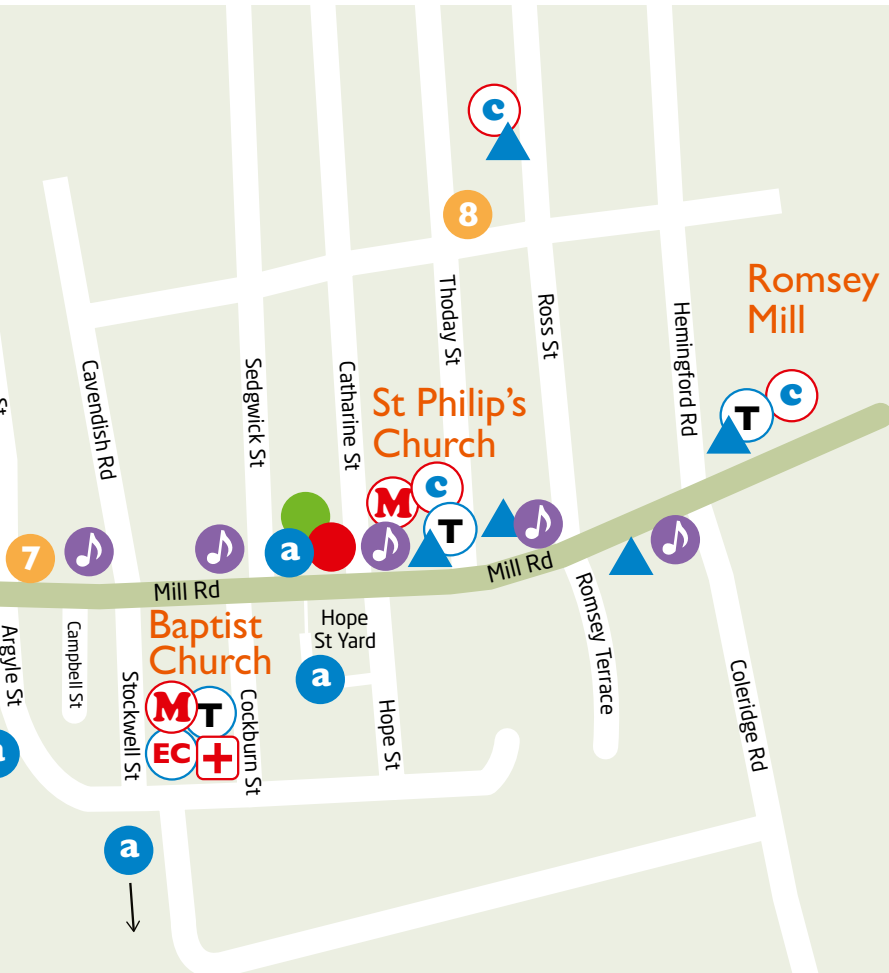 c
8
Romsey
Mill
Thoday St
Ross St
Hemingford Rd
Cavendish Rd
Sedgwick St
Catharine St
St Philip's
Church
T
c
M
c
T
7
a
Mill Rd
Mill Rd
Baptist
Church
Hope
St Yard
Argyle St
Campbell St
Stockwell St
Cockburn St
Hope St
Romsey Terrace
Coleridge Rd
a
M
T
EC
a